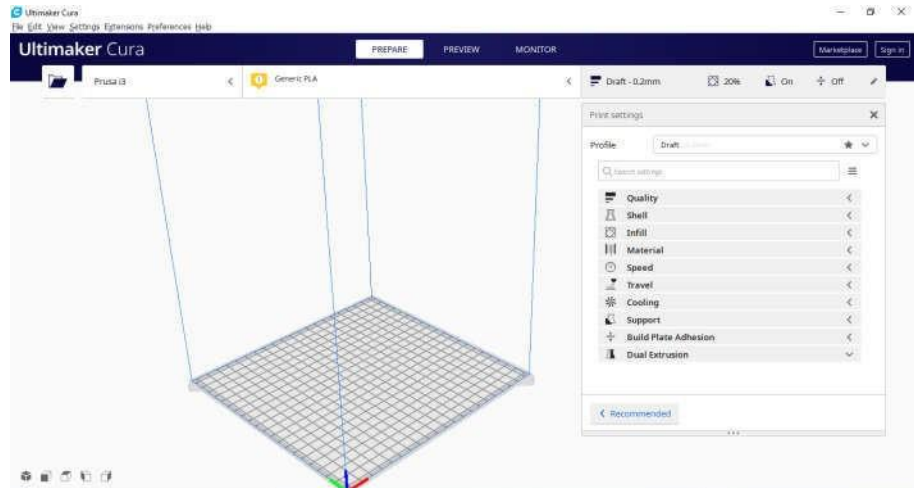 Ultimaker Cura
File Edit View Settings Extensions Preferences Help
Ultimaker Cura
PREPARE PREVIEW MONITOR
Marketplace Sign in
Prusa i3
Generic PLA
Draft - 0.2mm 20% On Off
Print settings
Profile Draft
Search settings
Quality
Shell
Infill
Material
Speed
Travel
Cooling
Support
Build Plate Adhesion
Dual Extrusion
Recommended